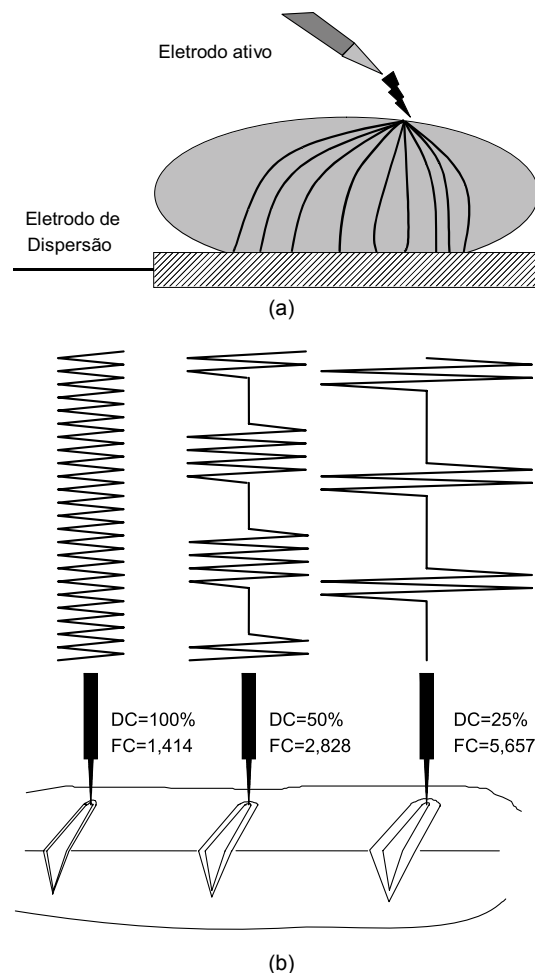 Eletrodo ativo
Eletrodo de
Dispersão
(a)
DC=100%
FC=1,414
DC=50%
FC=2,828
DC=25%
FC=5,657
(b)